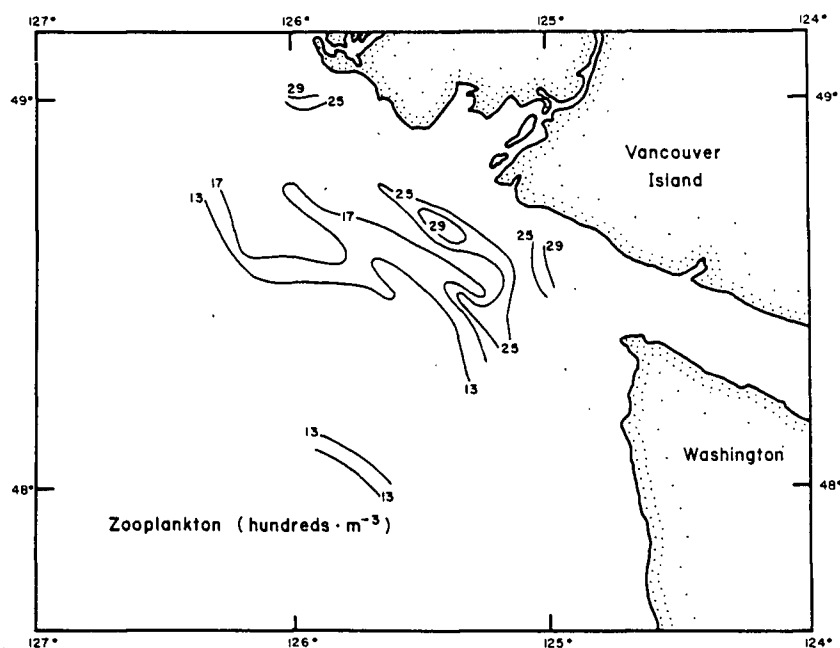 127° 126° 125° 124°
29
49° 25 49°
Vancouver
Island
17 25
13 17
29 25 29
25
13
13
Washington
48° 13 48°
Zooplankton (hundreds · m⁻³)
127° 126° 125° 124°